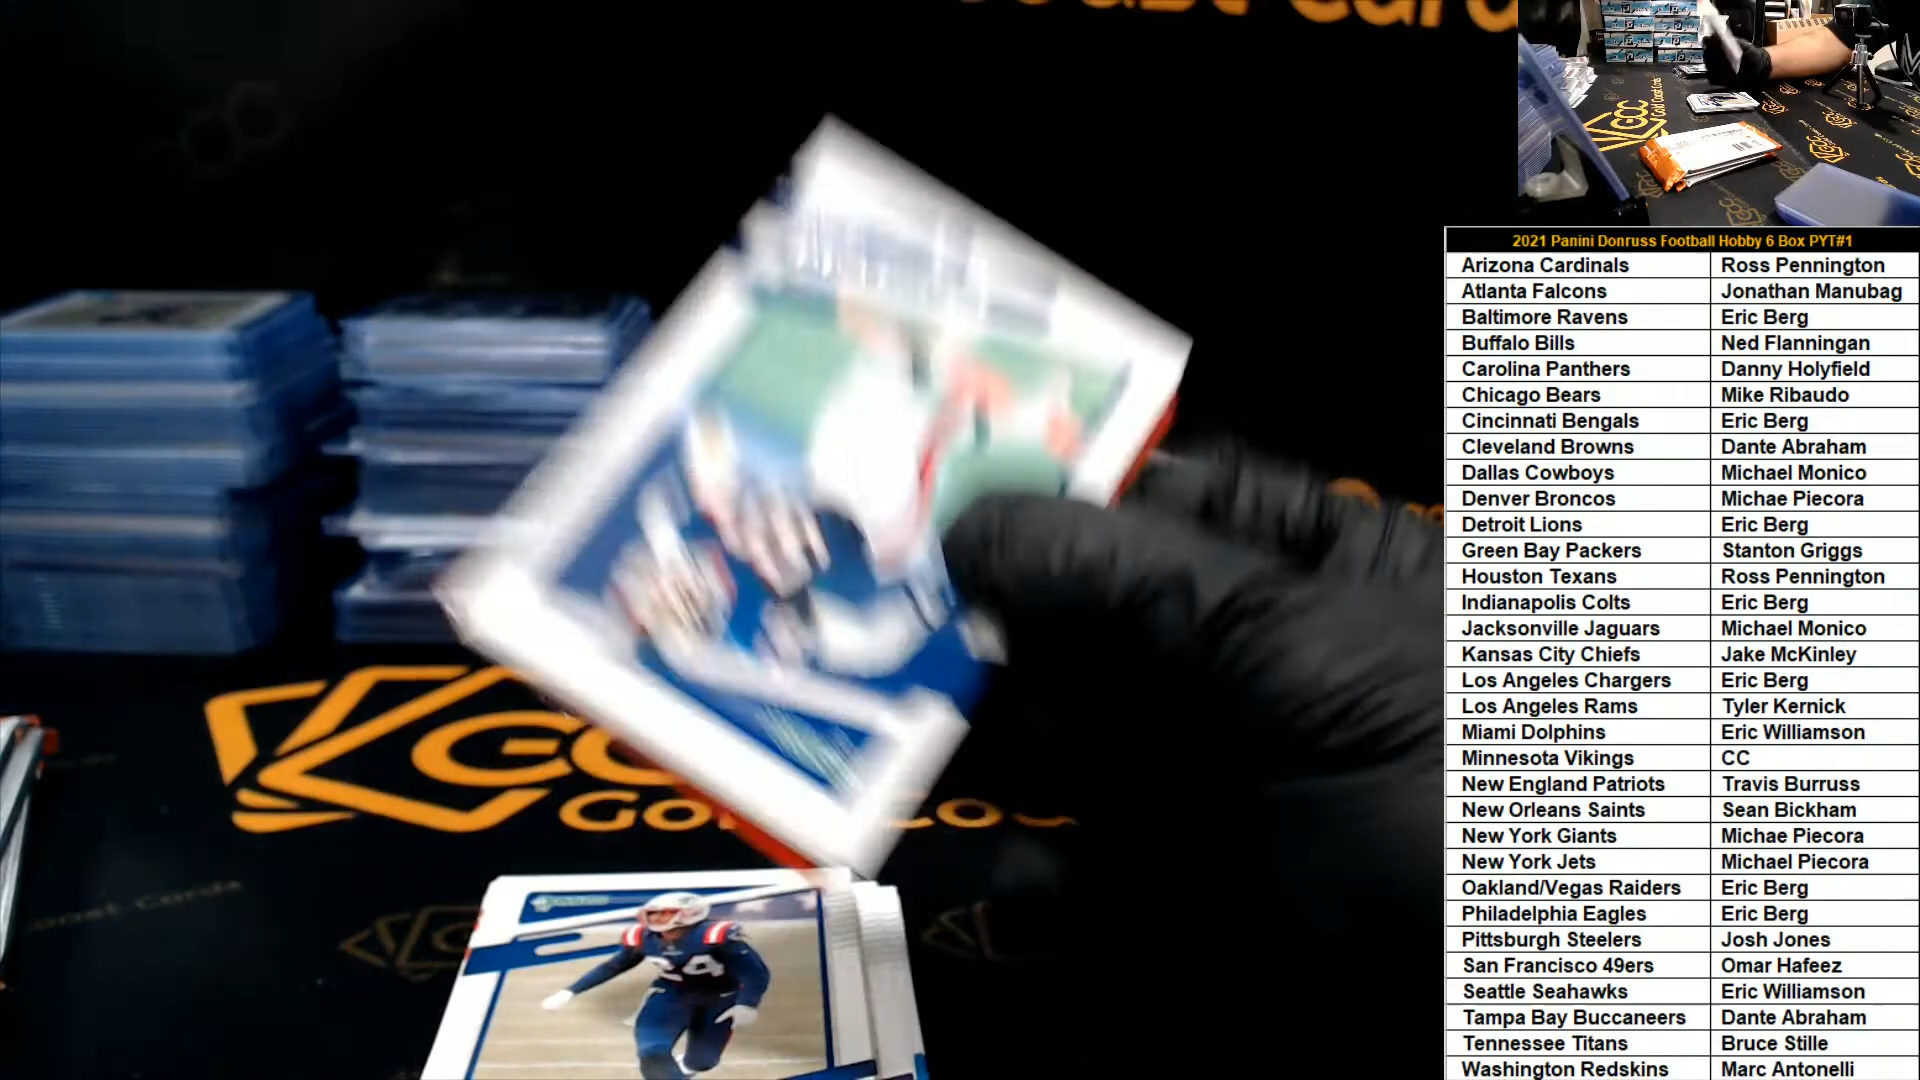 2021 Panini Donruss Football Hobby 6 Box PYT#1
Arizona Cardinals Ross Pennington
Atlanta Falcons Jonathan Manubag
Baltimore Ravens Eric Berg
Buffalo Bills Ned Flanningan
Carolina Panthers Danny Holyfield
Chicago Bears Mike Ribaudo
Cincinnati Bengals Eric Berg
Cleveland Browns Dante Abraham
Dallas Cowboys Michael Monico
Denver Broncos Michae Piecora
Detroit Lions Eric Berg
Green Bay Packers Stanton Griggs
Houston Texans Ross Pennington
Indianapolis Colts Eric Berg
Jacksonville Jaguars Michael Monico
Kansas City Chiefs Jake McKinley
Los Angeles Chargers Eric Berg
Los Angeles Rams Tyler Kernick
Miami Dolphins Eric Williamson
Minnesota Vikings CC
New England Patriots Travis Burruss
New Orleans Saints Sean Bickham
New York Giants Michae Piecora
New York Jets Michael Piecora
Oakland/Vegas Raiders Eric Berg
Philadelphia Eagles Eric Berg
Pittsburgh Steelers Josh Jones
San Francisco 49ers Omar Hafeez
Seattle Seahawks Eric Williamson
Tampa Bay Buccaneers Dante Abraham
Tennessee Titans Bruce Stille
Washington Redskins Marc Antonelli
GCC
Gold Coast Cards
Coast Cards
24